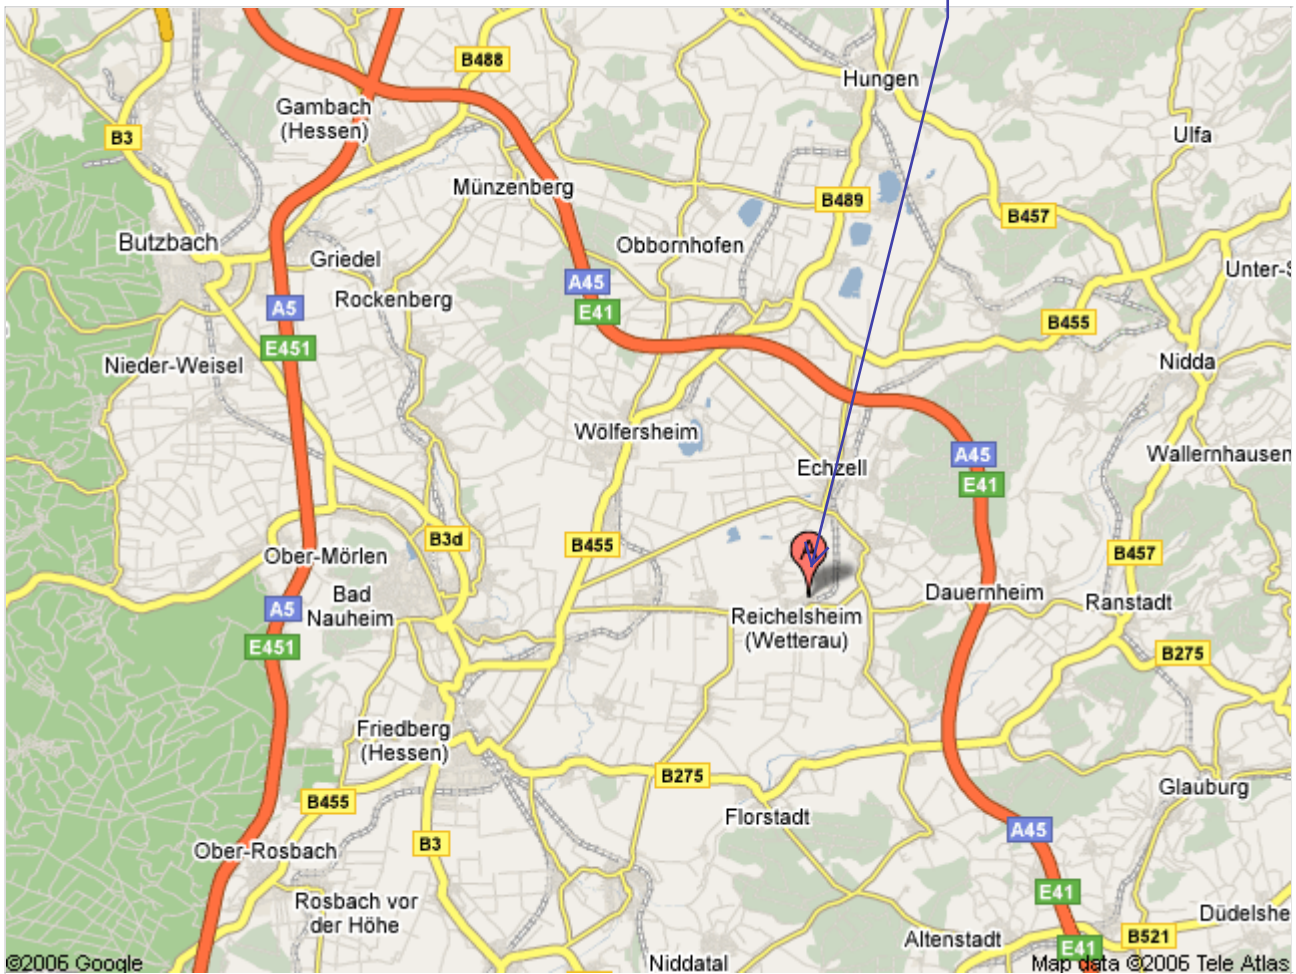 B488
Hungen
Gambach
(Hessen)
B3
Ulfa
Münzenberg
B489
B457
Butzbach
Obbornhofen
Griedel
Unter-S
A45
Rockenberg
A5
E41
B455
E451
Nieder-Weisel
Nidda
Wölfersheim
A45
Wallernhausen
Echzell
E41
B3d
B455
A
B457
Ober-Mörlen
Bad
Nauheim
A5
Dauernheim
Ranstadt
Reichelsheim
(Wetterau)
E451
B275
Friedberg
(Hessen)
B275
Glauburg
B455
Florstadt
A45
B3
Ober-Rosbach
E41
Rosbach vor
der Höhe
Düdelshe
Altenstadt
B521
E41
©2006 Google
Niddatal
Map data ©2006 Tele Atlas